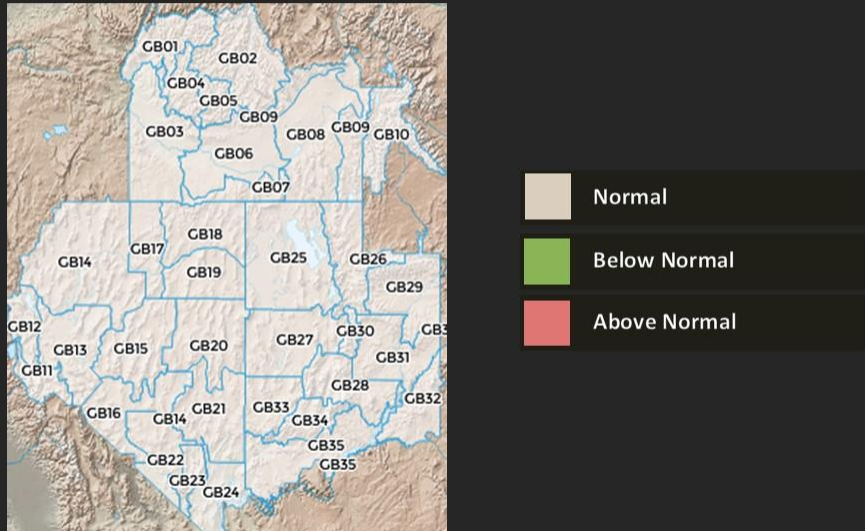 GB01
GB02
GB04
GB05
GB09
GB03
GB08
GB09
GB10
GB06
GB07
GB18
GB17
GB14
GB19
GB25
GB26
GB29
GB12
GB13
GB15
GB20
GB27
GB30
GB3
GB31
GB11
GB28
GB32
GB16
GB14
GB21
GB33
GB34
GB35
GB22
GB35
GB23
GB24
Normal
Below Normal
Above Normal